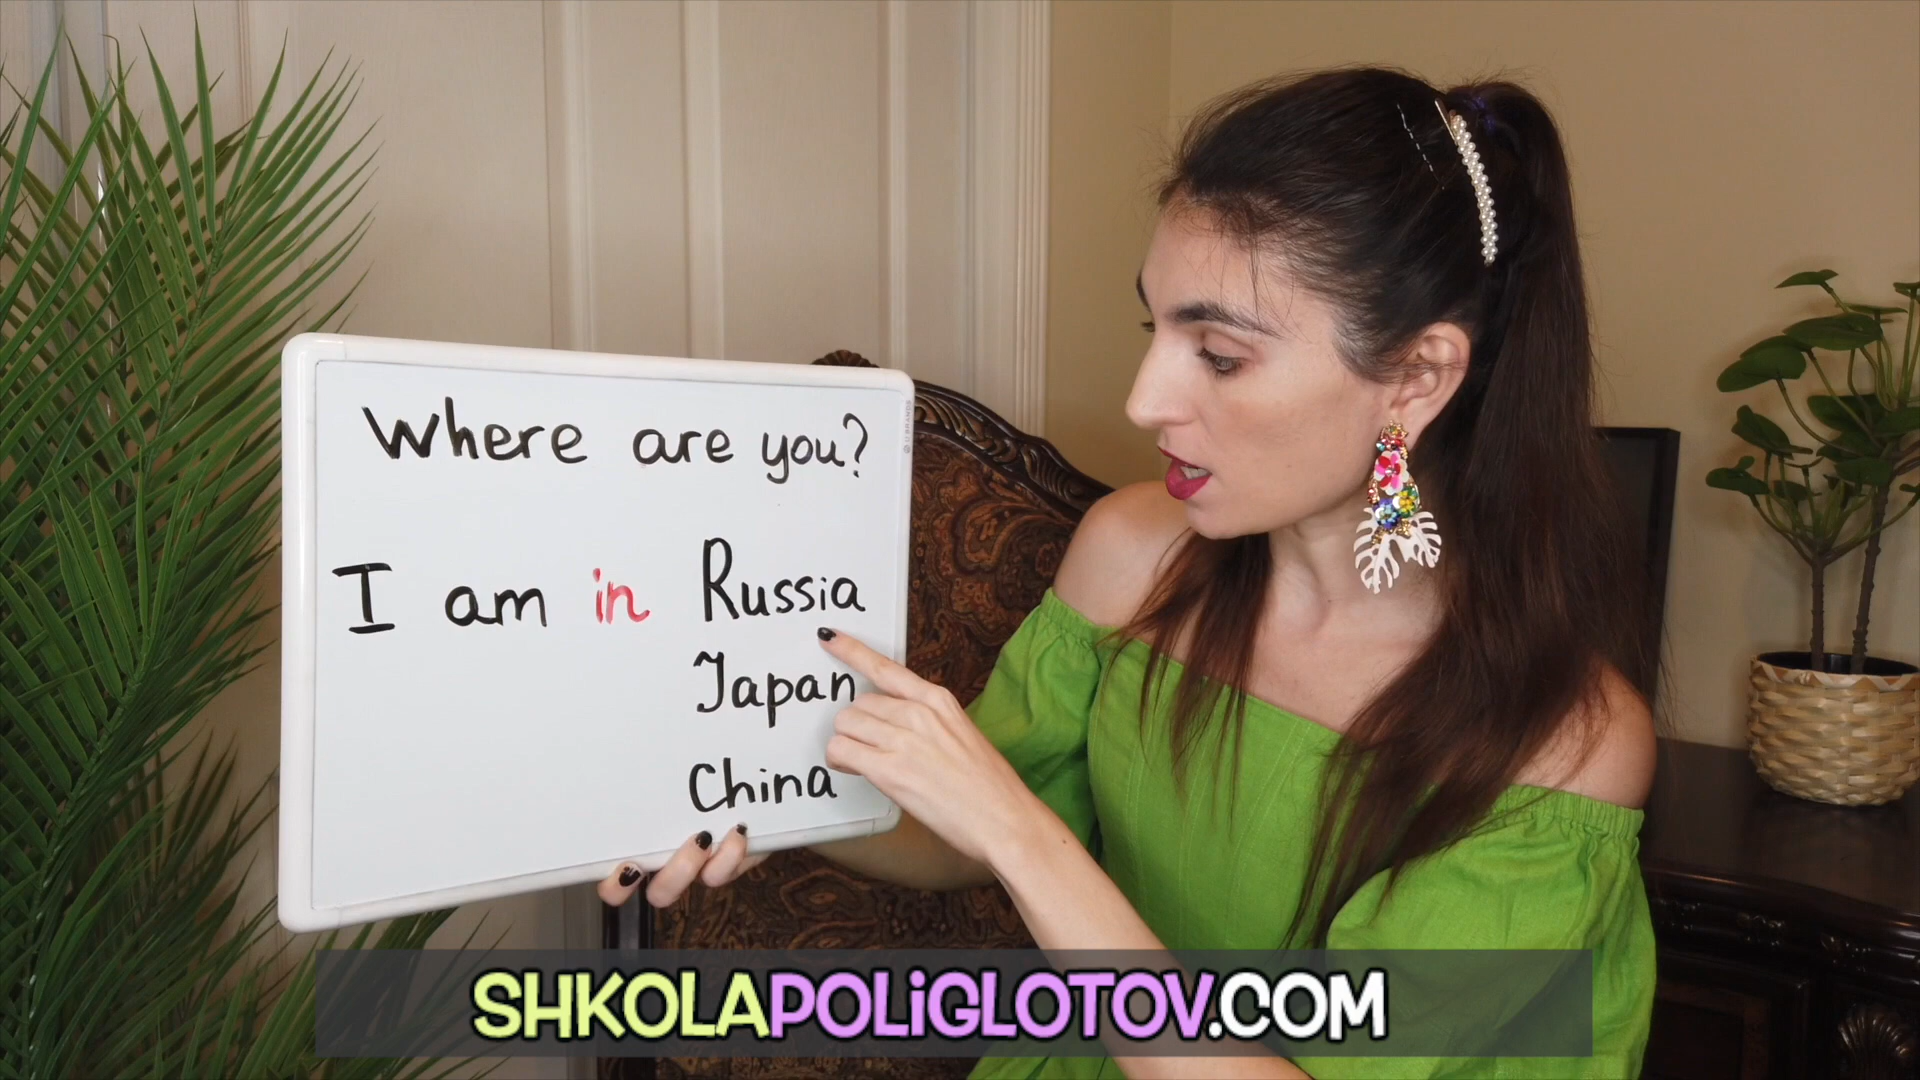 Where are you?
I am in Russia
Japan
China
SHKOLAPOLiGLOTOV.COM